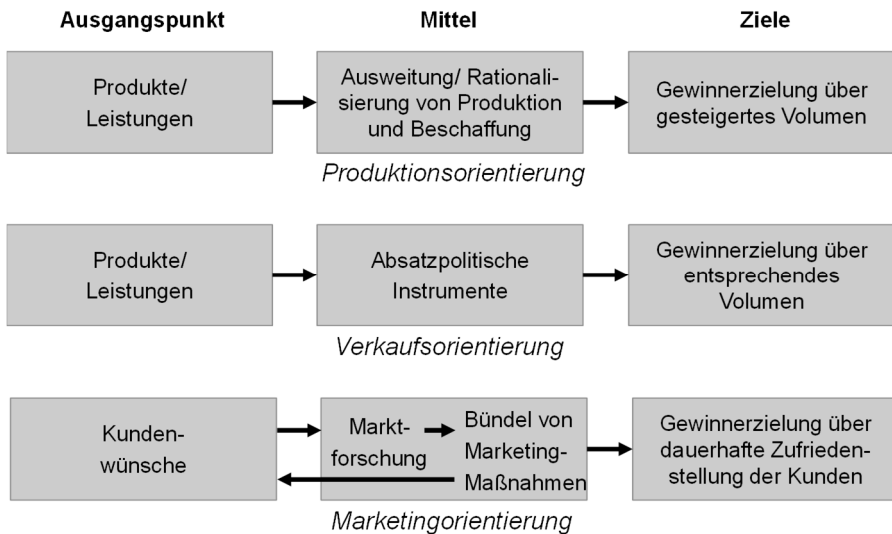 Ausgangspunkt Mittel Ziele
Produkte/
Leistungen
Ausweitung/ Rationali-
sierung von Produktion
und Beschaffung
Gewinnerzielung über
gesteigertes Volumen
Produktionsorientierung
Produkte/
Leistungen
Absatzpolitische
Instrumente
Gewinnerzielung über
entsprechendes
Volumen
Verkaufsorientierung
Kunden-
wünsche
Markt-
forschung
Bündel von
Marketing-
Maßnahmen
Gewinnerzielung über
dauerhafte Zufrieden-
stellung der Kunden
Marketingorientierung